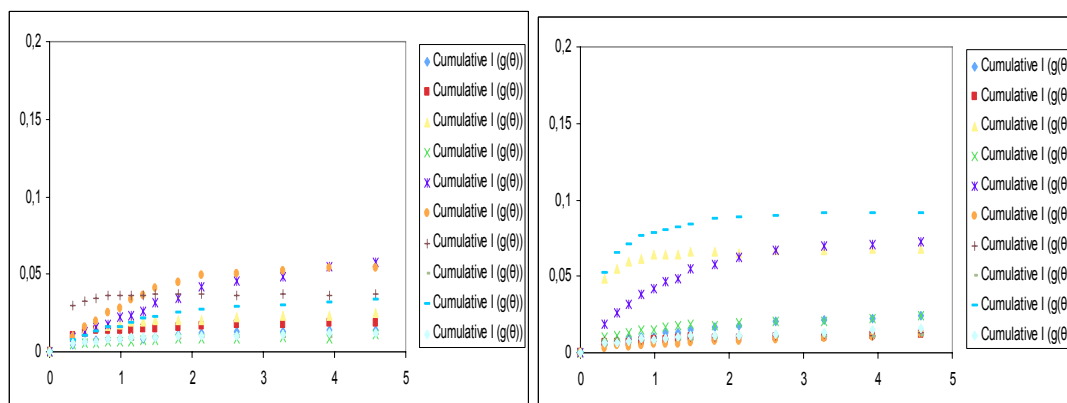 0,2
0,15
0,1
0,05
0
0 1 2 3 4 5
Cumulative I (g(θ))
Cumulative I (g(θ))
Cumulative I (g(θ))
Cumulative I (g(θ))
Cumulative I (g(θ))
Cumulative I (g(θ))
Cumulative I (g(θ))
Cumulative I (g(θ))
Cumulative I (g(θ))
Cumulative I (g(θ))
0,2
0,15
0,1
0,05
0
0 1 2 3 4 5
Cumulative I (g(θ
Cumulative I (g(θ
Cumulative I (g(θ
Cumulative I (g(θ
Cumulative I (g(θ
Cumulative I (g(θ
Cumulative I (g(θ
Cumulative I (g(θ
Cumulative I (g(θ
Cumulative I (g(θ